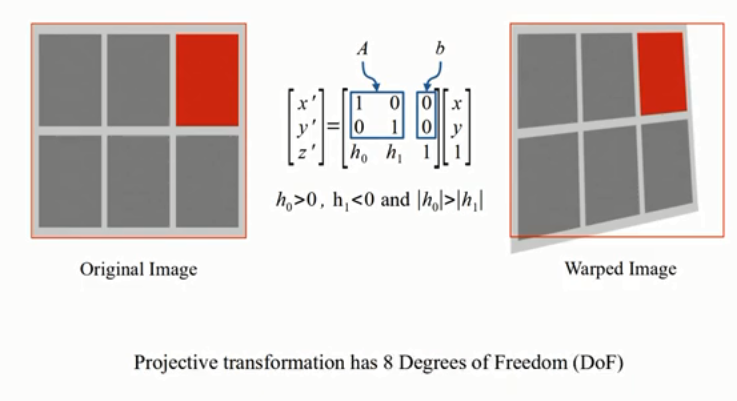 A b
[x'] [1 0 0] [x]
[y'] = [0 1 0] [y]
[z'] [h₀ h₁ 1] [1]
h₀>0, h₁<0 and |h₀|>|h₁|
Original Image
Warped Image
Projective transformation has 8 Degrees of Freedom (DoF)